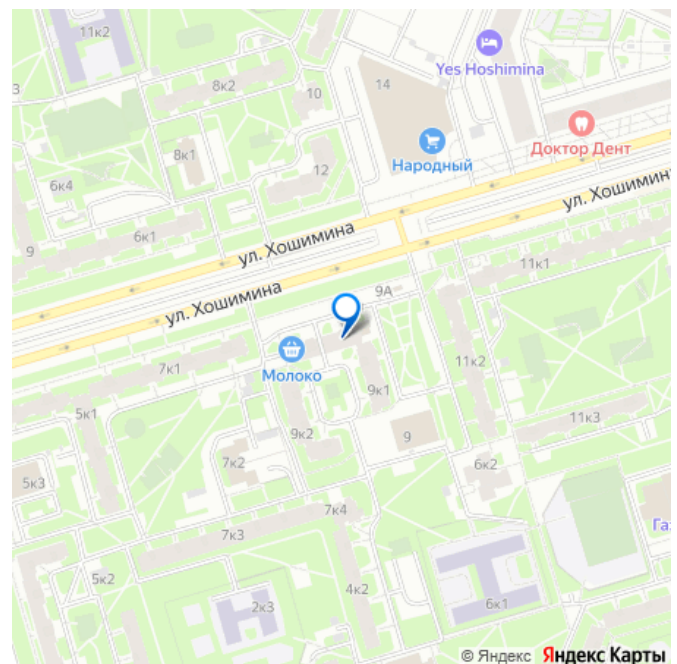 11к2
Yes Hoshimina
3
8к2
14
10
Доктор Дент
8к1
Народный
12
6к4
ул. Хошимин
9
6к1
ул. Хошимина
11к1
9А
ул. Хошимина
7к1
Молоко
11к2
9к1
5к1
11к3
9к2
9
7к2
6к2
5к3
7к4
Га
7к3
5к2
4к2
2к3
6к1
© Яндекс Яндекс Карты